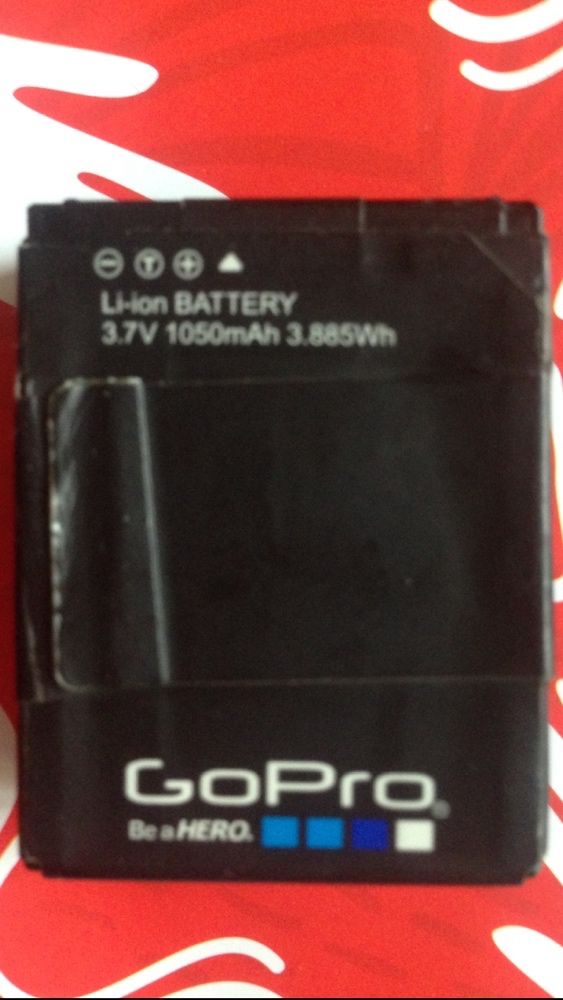 ⊖ Ⓣ ⊕ ▲
Li-ion BATTERY
3.7V 1050mAh 3.885Wh
GoPro®
Be a HERO.